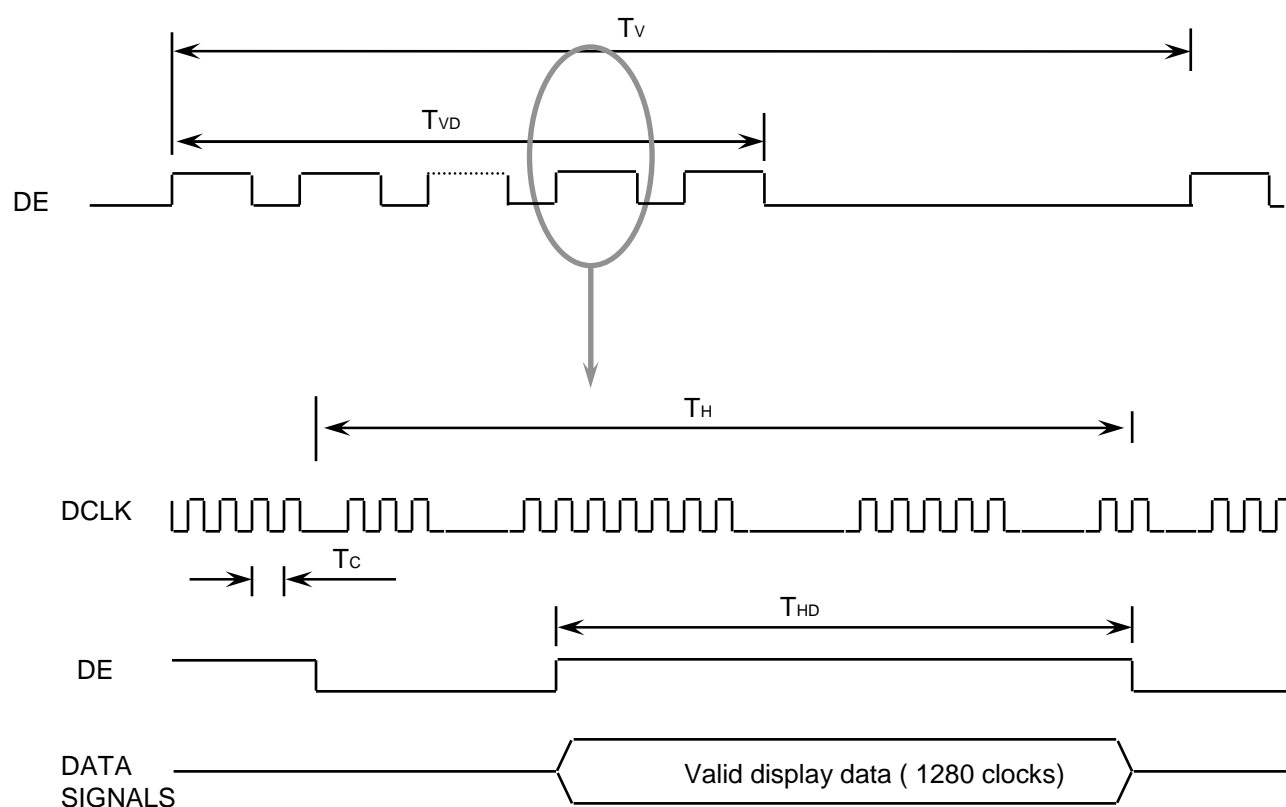 TV
TVD
DE
TH
DCLK
TC
THD
DE
DATA
SIGNALS
Valid display data ( 1280 clocks)